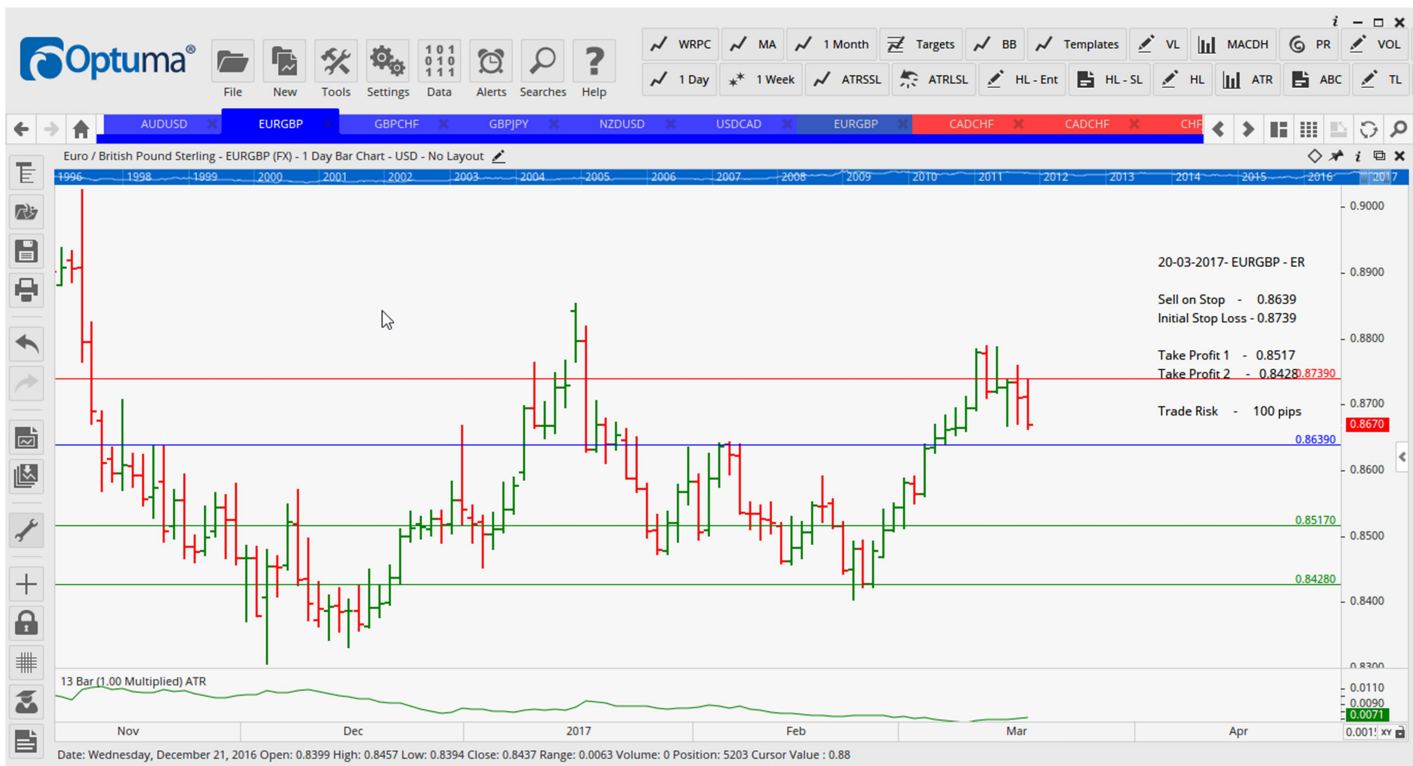 Optuma®
File
New
Tools
Settings
101
010
111
Data
Alerts
Searches
?
Help
WRPC
MA
1 Month
Targets
BB
Templates
VL
MACDH
PR
VOL
1 Day
1 Week
ATRSSL
ATRLSL
HL - Ent
HL - SL
HL
ATR
ABC
TL
AUDUSD
EURGBP
GBPCHF
GBPJPY
NZDUSD
USDCAD
EURGBP
CADCHF
CADCHF
CHF
Euro / British Pound Sterling - EURGBP (FX) - 1 Day Bar Chart - USD - No Layout
1996 1998 1999 2000 2001 2002 2003 2004 2005 2006 2007 2008 2009 2010 2011 2012 2013 2014 2015 2016 2017
20-03-2017- EURGBP - ER
Sell on Stop - 0.8639
Initial Stop Loss - 0.8739
Take Profit 1 - 0.8517
Take Profit 2 - 0.8428
Trade Risk - 100 pips
0.87390
0.86390
0.85170
0.84280
0.9000
0.8900
0.8800
0.8700
0.8670
0.8600
0.8500
0.8400
0.8300
13 Bar (1.00 Multiplied) ATR
0.0110
0.0090
0.0071
Nov Dec 2017 Feb Mar Apr
XY
Date: Wednesday, December 21, 2016 Open: 0.8399 High: 0.8457 Low: 0.8394 Close: 0.8437 Range: 0.0063 Volume: 0 Position: 5203 Cursor Value : 0.88